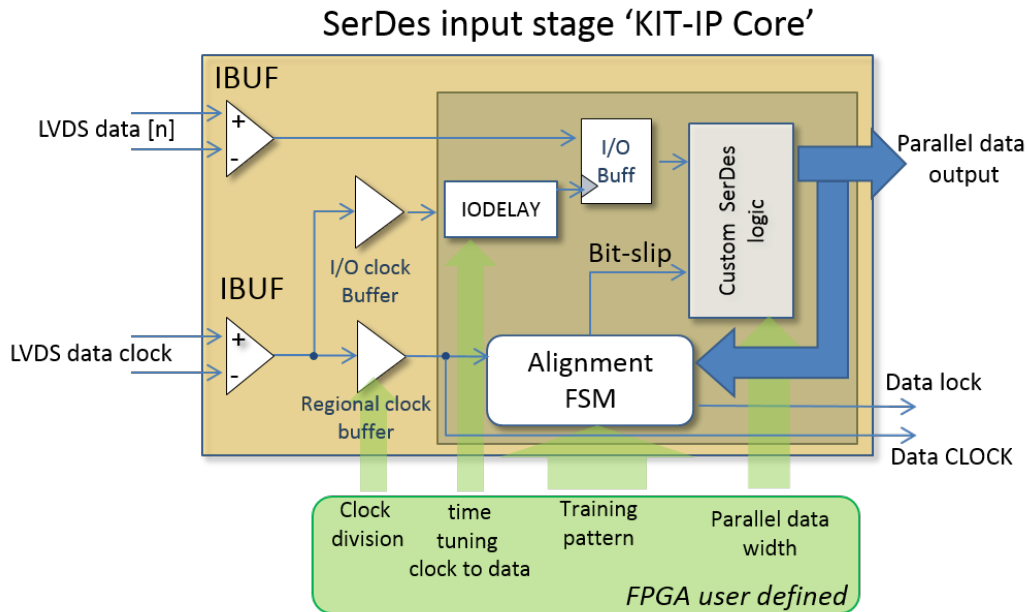 SerDes input stage ‘KIT-IP Core’
IBUF
LVDS data [n]
+
-
I/O
Buff
Custom SerDes
logic
Parallel data
output
IODELAY
I/O clock
Buffer
Bit-slip
IBUF
LVDS data clock
+
-
Regional clock
buffer
Alignment
FSM
Data lock
Data CLOCK
Clock
division
time
tuning
clock to data
Training
pattern
Parallel data
width
FPGA user defined